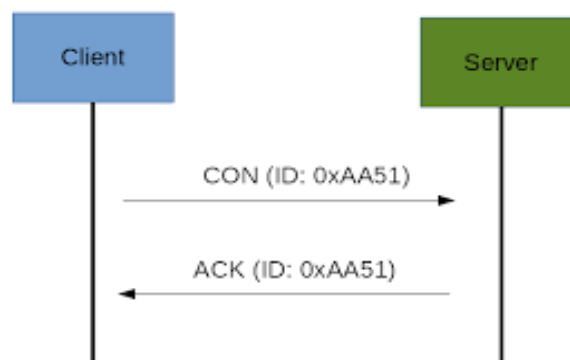 Client
Server
CON (ID: 0xAA51)
ACK (ID: 0xAA51)